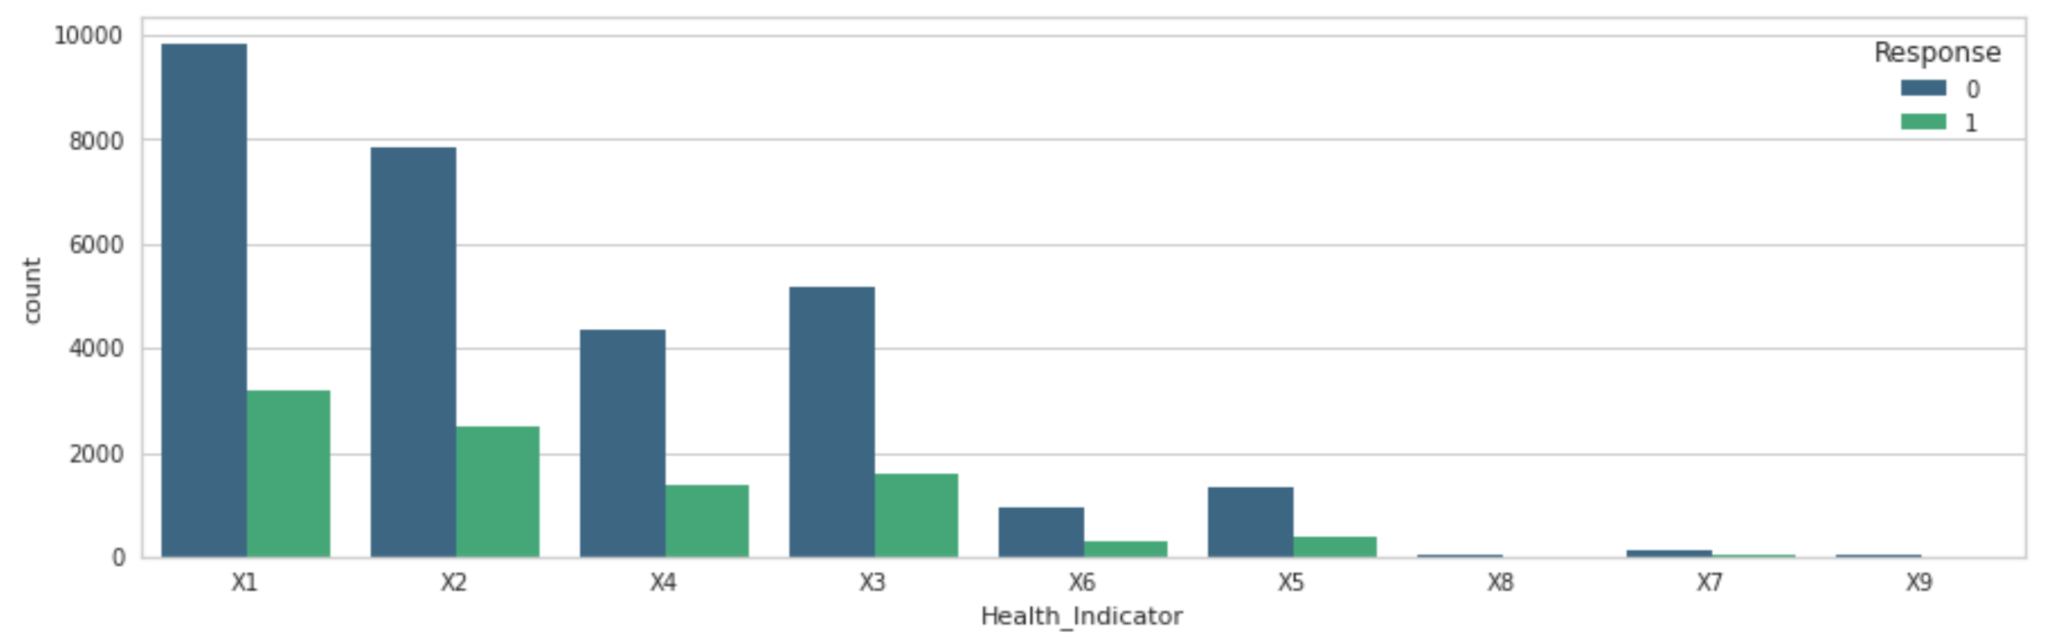 10000
8000
6000
4000
2000
0
count
Response
0
1
X1 X2 X4 X3 X6 X5 X8 X7 X9
Health_Indicator